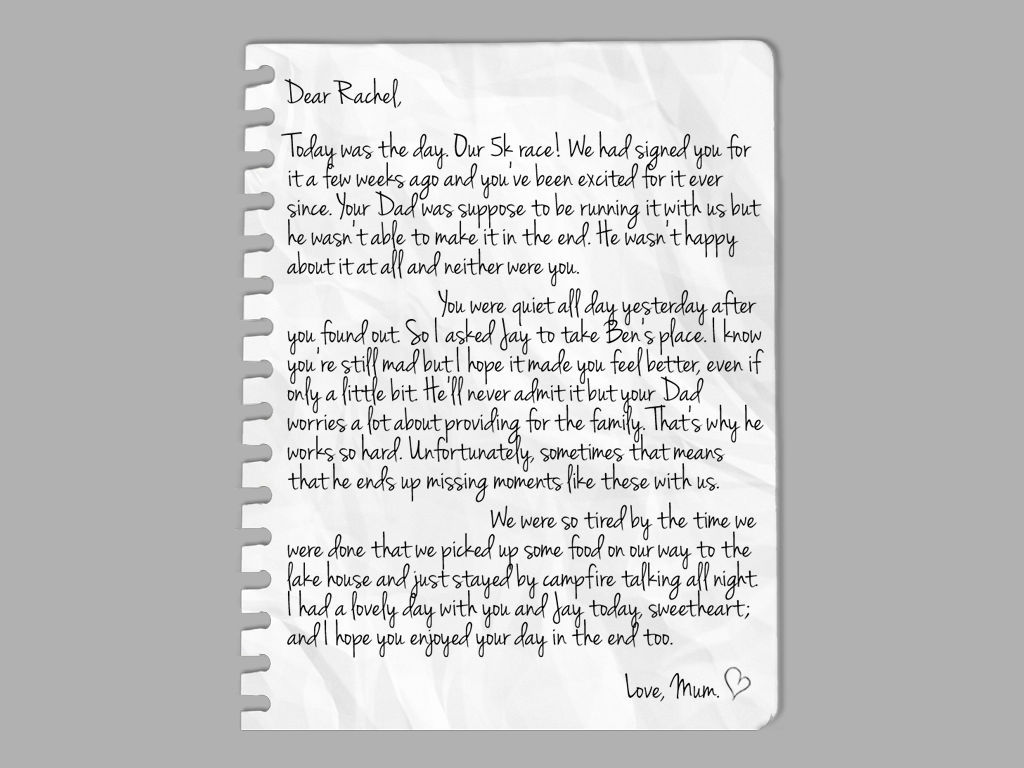 Dear Rachel,
Today was the day. Our 5k race! We had signed you for
it a few weeks ago and you've been excited for it ever
since. Your Dad was suppose to be running it with us but
he wasn't able to make it in the end. He wasn't happy
about it at all and neither were you.
You were quiet all day yesterday after
you found out. So I asked Jay to take Ben's place. I know
you're still mad but I hope it made you feel better, even if
only a little bit. He'll never admit it but your Dad
worries a lot about providing for the family. That's why he
works so hard. Unfortunately, sometimes that means
that he ends up missing moments like these with us.
We were so tired by the time we
were done that we picked up some food on our way to the
lake house and just stayed by campfire talking all night.
I had a lovely day with you and Jay today, sweetheart;
and I hope you enjoyed your day in the end too.
Love, Mum.